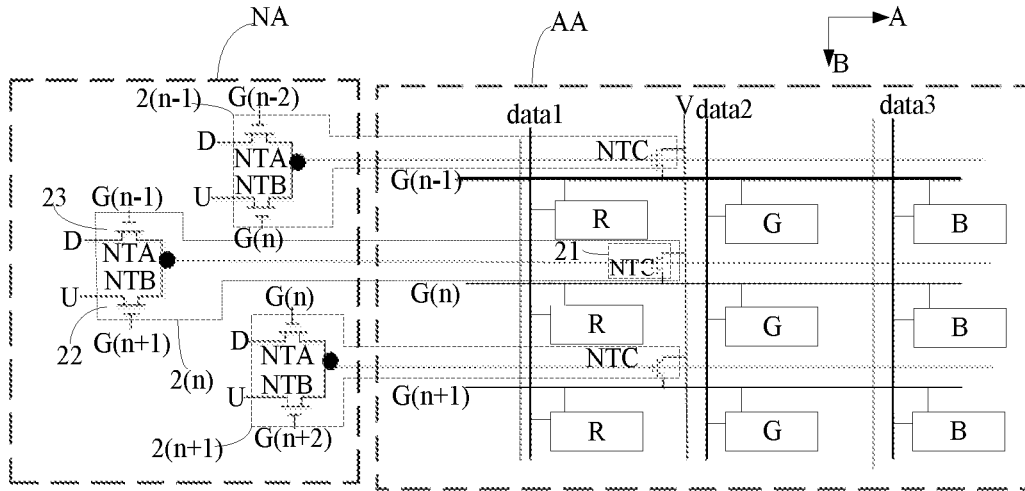 NA
AA
A
B
2(n-1)
G(n-2)
data1
V
data2
data3
D
NTA
NTB
U
G(n)
NTC
G(n-1)
R
G
B
23
G(n-1)
D
NTA
NTB
U
G(n+1)
22
2(n)
21
NTC
G(n)
R
G
B
G(n)
D
NTA
NTB
U
G(n+2)
2(n+1)
NTC
G(n+1)
R
G
B